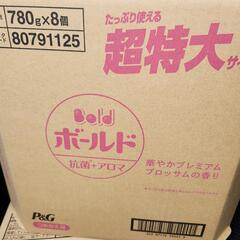 780g×8個
80791125
たっぷり使える
超特大サ
Bold
ボールド
抗菌+アロマ
華やかプレミアム
ブロッサムの香り
P&G